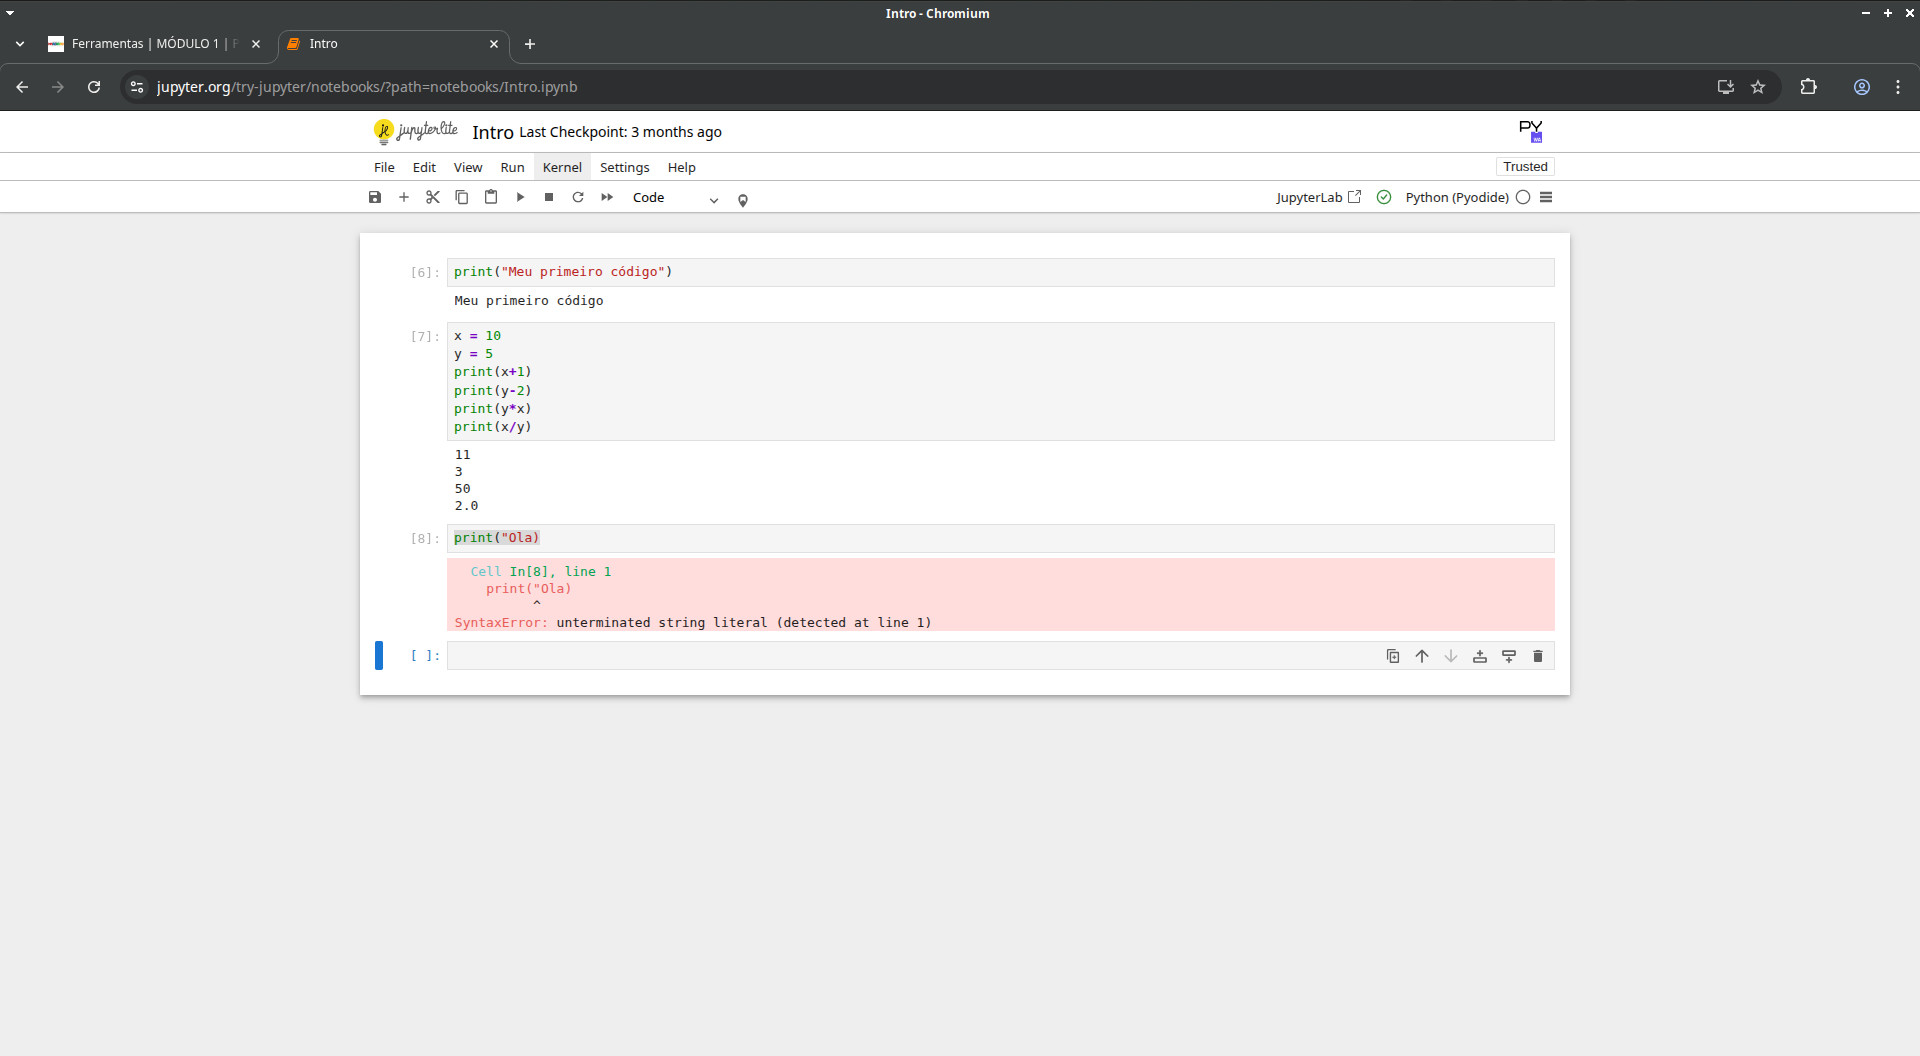 Intro - Chromium
Ferramentas | MÓDULO 1 |
Intro
jupyter.org/try-jupyter/notebooks/?path=notebooks/Intro.ipynb
jupyterlite
Intro Last Checkpoint: 3 months ago
PY
File Edit View Run Kernel Settings Help
Trusted
Code
JupyterLab
Python (Pyodide)
[6]: print("Meu primeiro código")
Meu primeiro código
[7]: x = 10
y = 5
print(x+1)
print(y-2)
print(y*x)
print(x/y)
11
3
50
2.0
[8]: print("Ola)
Cell In[8], line 1
print("Ola)
^
SyntaxError: unterminated string literal (detected at line 1)
[ ]: